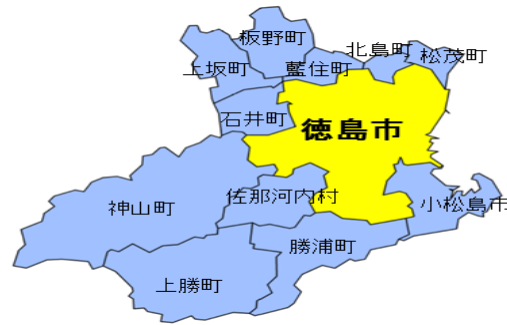 板野町
北島町
松茂町
上坂町
藍住町
石井町
徳島市
佐那河内村
神山町
小松島市
勝浦町
上勝町